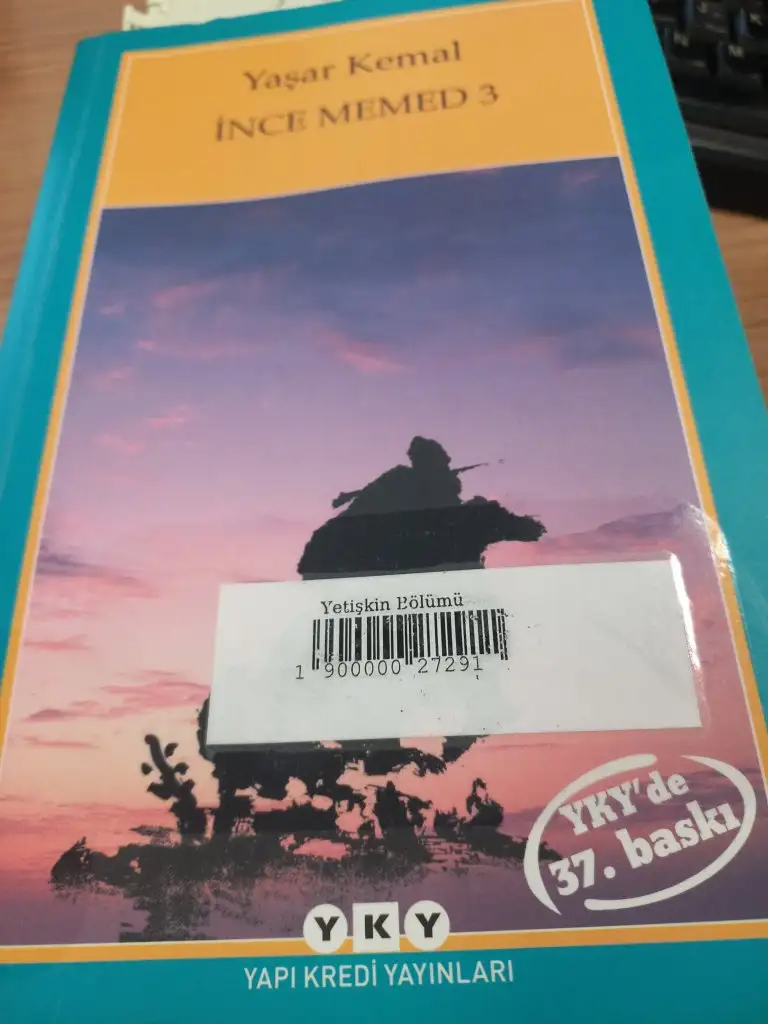 Yaşar Kemal
İNCE MEMED 3
Yetişkin Bölümü
1 900000 27291
YKY'de
37. baskı
YKY
YAPI KREDİ YAYINLARI